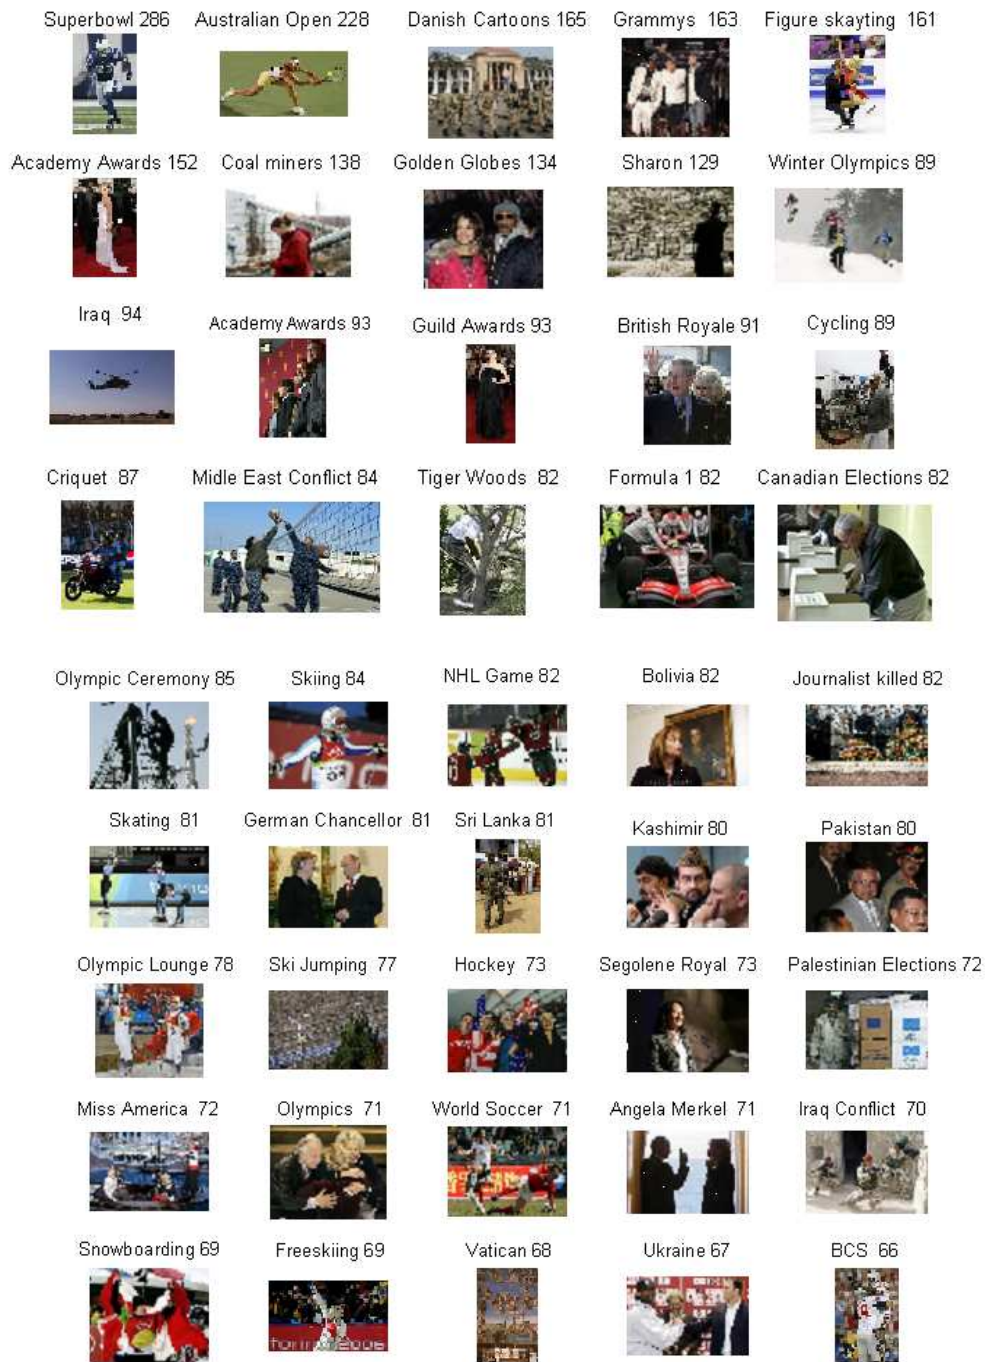 Superbowl 286 Australian Open 228 Danish Cartoons 165 Grammys 163 Figure skayting 161
Academy Awards 152 Coal miners 138 Golden Globes 134 Sharon 129 Winter Olympics 89
Iraq 94 Academy Awards 93 Guild Awards 93 British Royale 91 Cycling 89
Criquet 87 Midle East Conflict 84 Tiger Woods 82 Formula 1 82 Canadian Elections 82
Olympic Ceremony 85 Skiing 84 NHL Game 82 Bolivia 82 Journalist killed 82
Skating 81 German Chancellor 81 Sri Lanka 81 Kashimir 80 Pakistan 80
Olympic Lounge 78 Ski Jumping 77 Hockey 73 Segolene Royal 73 Palestinian Elections 72
Miss America 72 Olympics 71 World Soccer 71 Angela Merkel 71 Iraq Conflict 70
Snowboarding 69 Freeskiing 69 Vatican 68 Ukraine 67 BCS 66